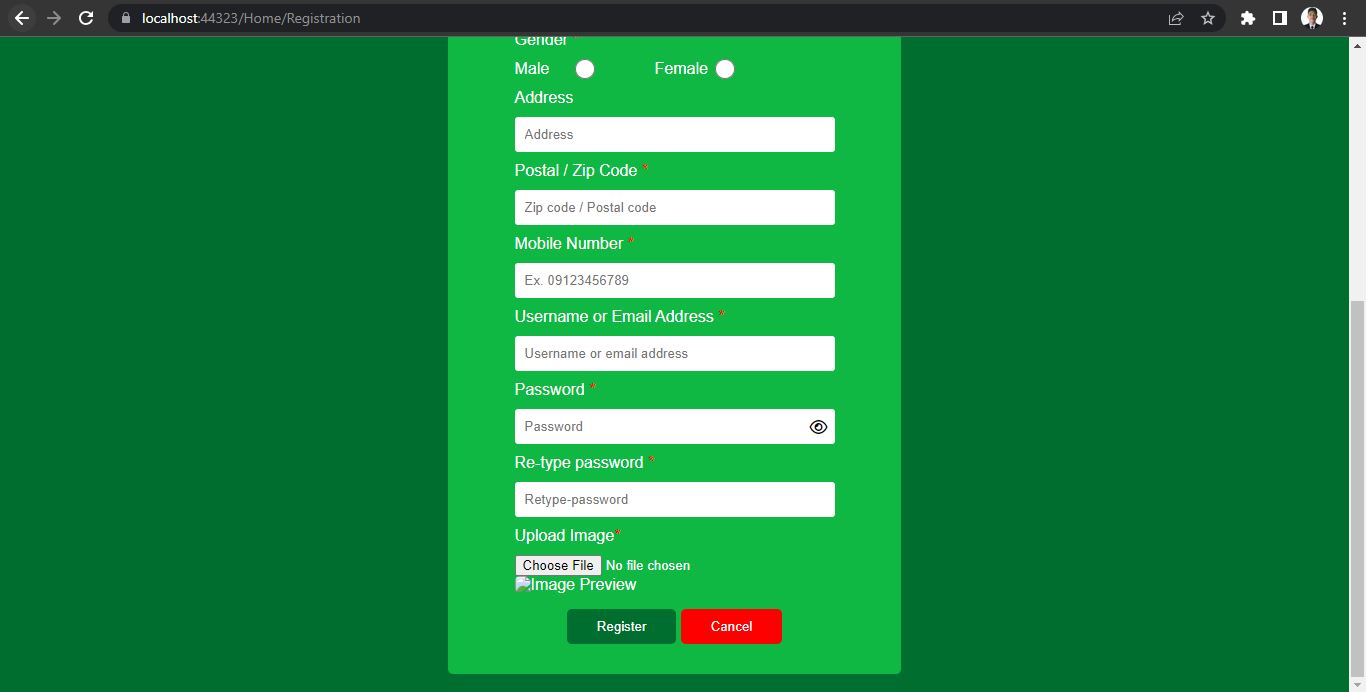 localhost:44323/Home/Registration
Gender *
Male Female
Address
Address
Postal / Zip Code *
Zip code / Postal code
Mobile Number *
Ex. 09123456789
Username or Email Address *
Username or email address
Password *
Password
Re-type password *
Retype-password
Upload Image*
Choose File No file chosen
Image Preview
Register Cancel